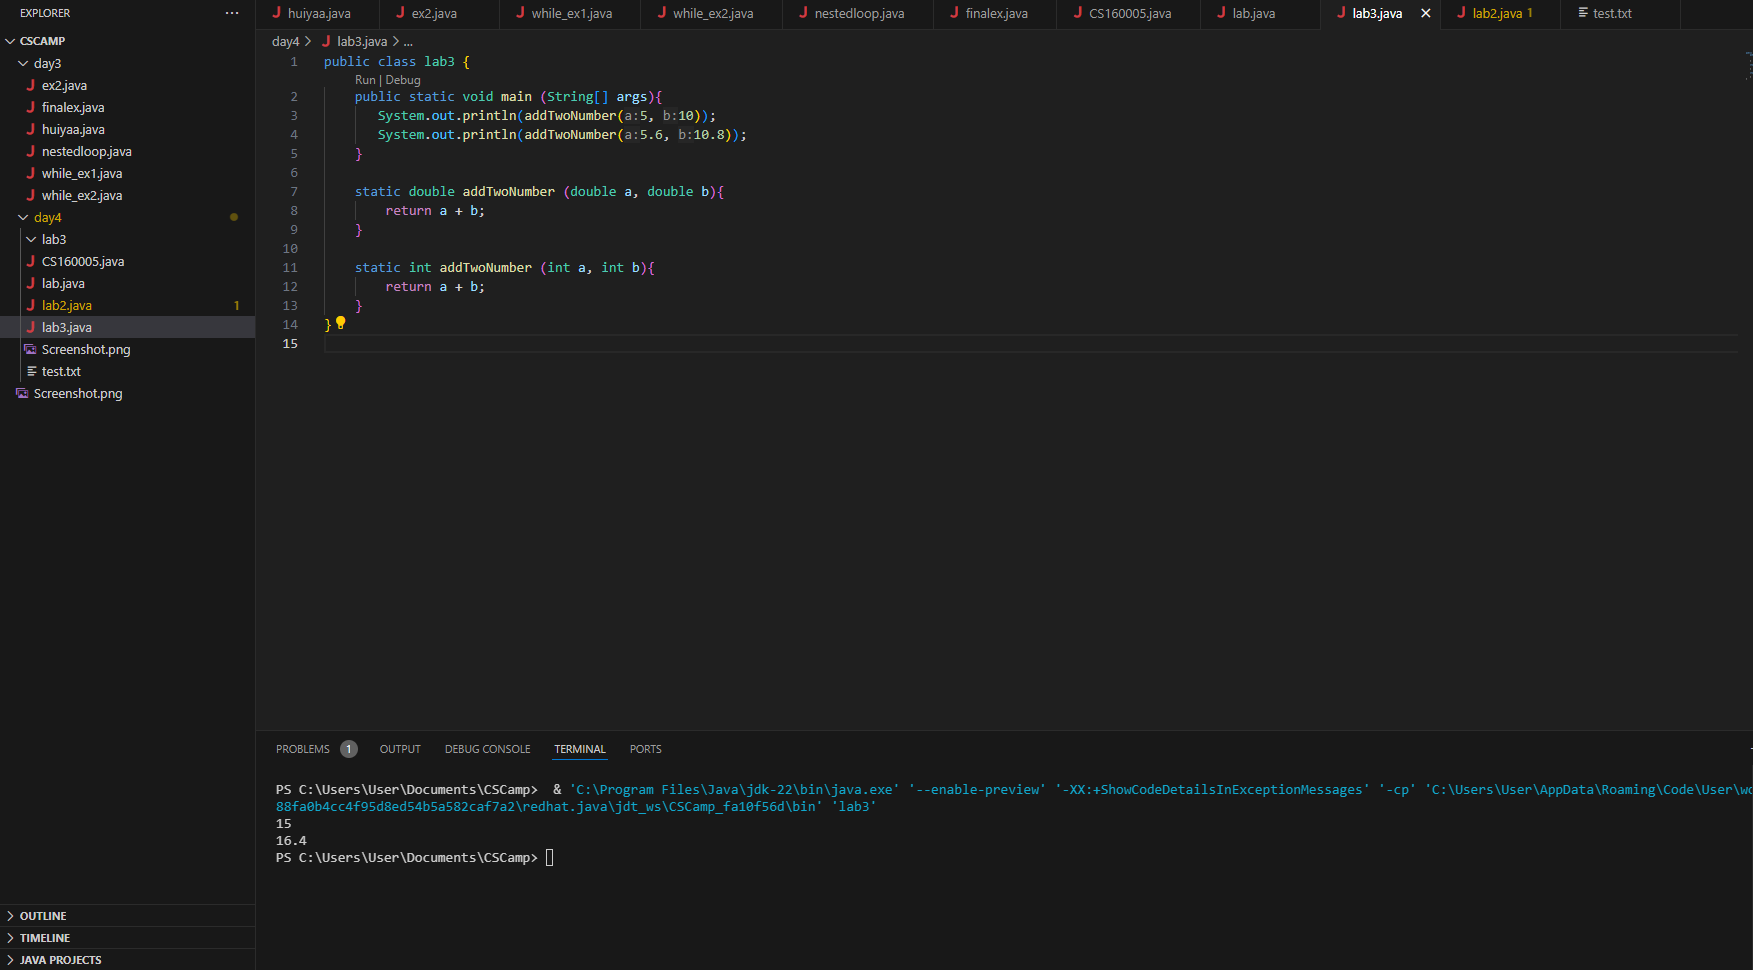 EXPLORER
···
CSCAMP
day3
ex2.java
finalex.java
huiyaa.java
nestedloop.java
while_ex1.java
while_ex2.java
day4
lab3
CS160005.java
lab.java
lab2.java 1
lab3.java
Screenshot.png
test.txt
Screenshot.png
OUTLINE
TIMELINE
JAVA PROJECTS
huiyaa.java ex2.java while_ex1.java while_ex2.java nestedloop.java finalex.java CS160005.java lab.java lab3.java lab2.java 1 test.txt
day4 > lab3.java > ...
1 public class lab3 {
Run | Debug
2 public static void main (String[] args){
3 System.out.println(addTwoNumber(a:5, b:10));
4 System.out.println(addTwoNumber(a:5.6, b:10.8));
5 }
6
7 static double addTwoNumber (double a, double b){
8 return a + b;
9 }
10
11 static int addTwoNumber (int a, int b){
12 return a + b;
13 }
14 }
15
PROBLEMS 1 OUTPUT DEBUG CONSOLE TERMINAL PORTS
PS C:\Users\User\Documents\CSCamp>  & 'C:\Program Files\Java\jdk-22\bin\java.exe' '--enable-preview' '-XX:+ShowCodeDetailsInExceptionMessages' '-cp' 'C:\Users\User\AppData\Roaming\Code\User\wo
88fa0b4cc4f95d8ed54b5a582caf7a2\redhat.java\jdt_ws\CSCamp_fa10f56d\bin' 'lab3'
15
16.4
PS C:\Users\User\Documents\CSCamp>